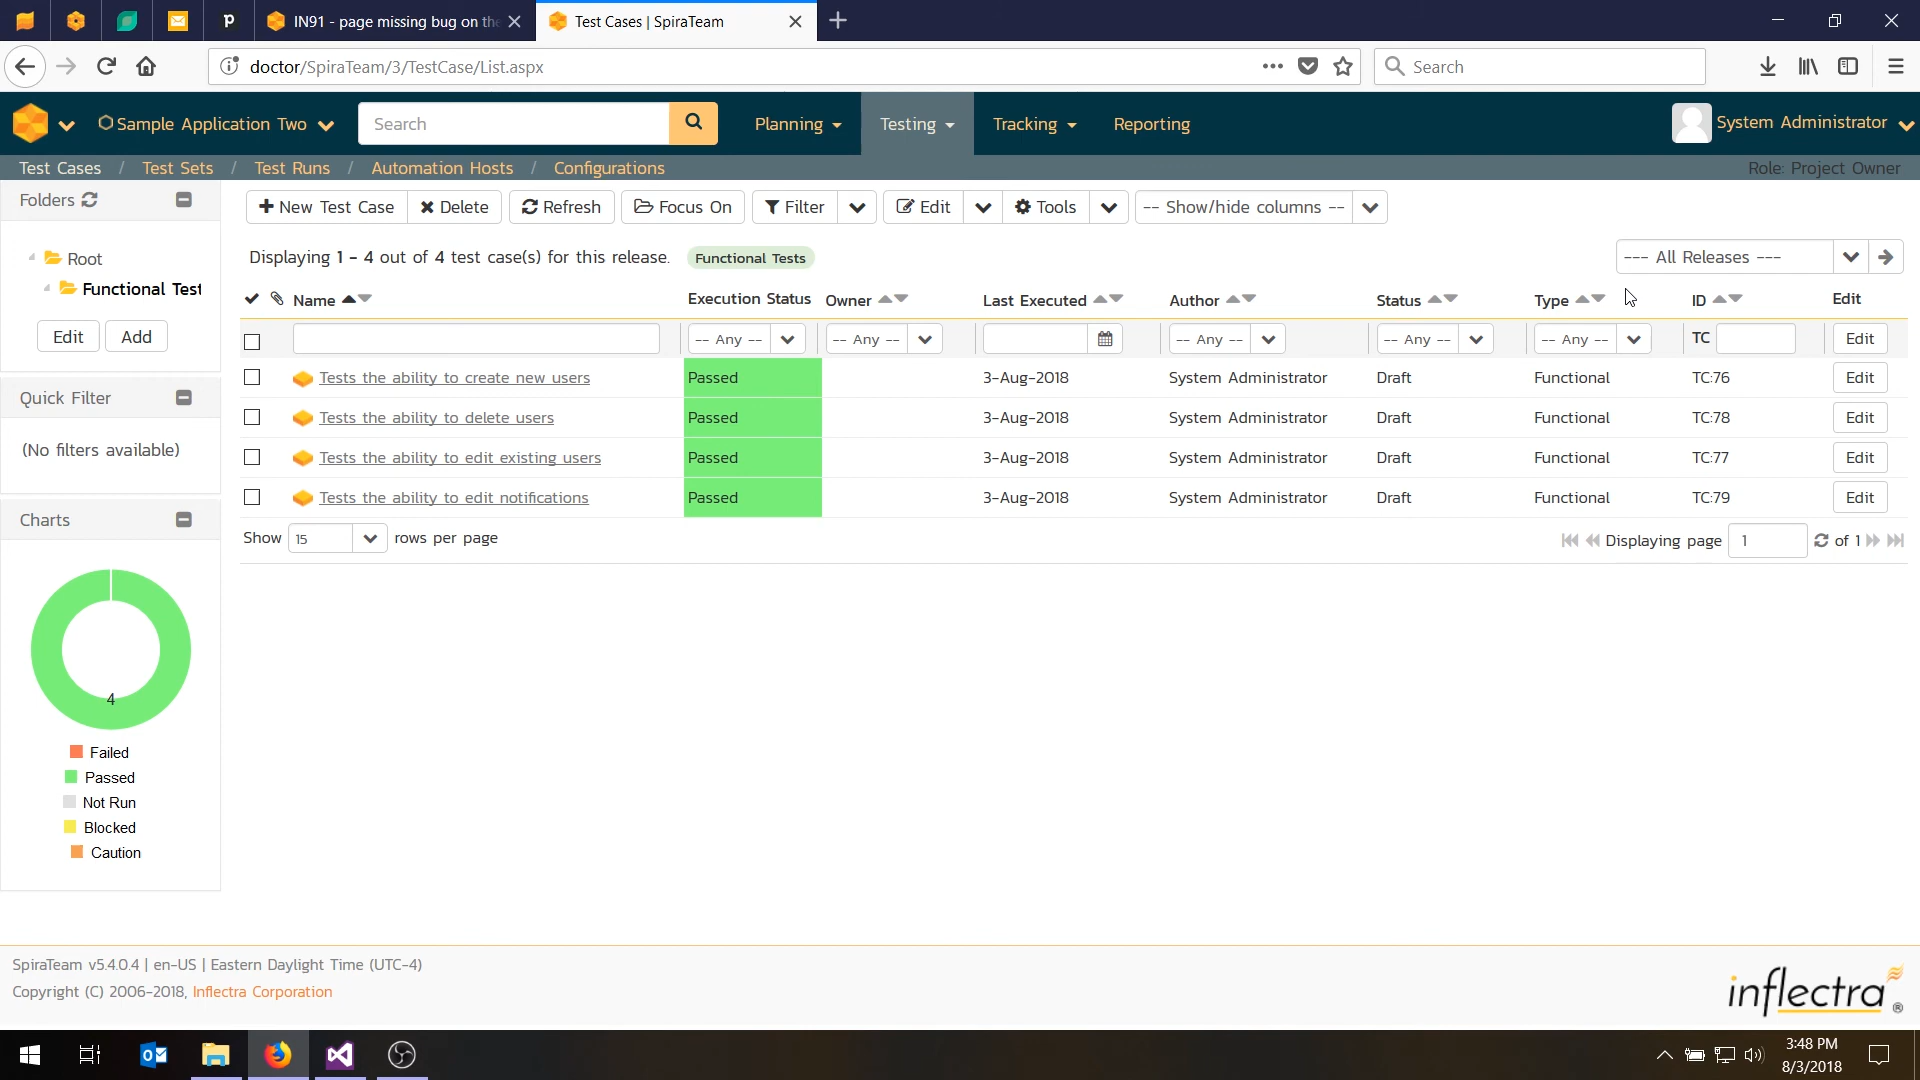 IN91 - page missing bug on the
Test Cases | SpiraTeam
doctor/SpiraTeam/3/TestCase/List.aspx
Search
Sample Application Two
Search
Planning
Testing
Tracking
Reporting
System Administrator
Test Cases / Test Sets / Test Runs / Automation Hosts / Configurations
Role: Project Owner
Folders
Root
Functional Test
Edit
Add
Quick Filter
(No filters available)
Charts
4
Failed
Passed
Not Run
Blocked
Caution
New Test Case
Delete
Refresh
Focus On
Filter
Edit
Tools
-- Show/hide columns --
Displaying 1 - 4 out of 4 test case(s) for this release.
Functional Tests
--- All Releases ---
Name Execution Status Owner Last Executed Author Status Type ID Edit
-- Any -- -- Any -- -- Any -- -- Any -- -- Any -- TC Edit
Tests the ability to create new users Passed 3-Aug-2018 System Administrator Draft Functional TC:76 Edit
Tests the ability to delete users Passed 3-Aug-2018 System Administrator Draft Functional TC:78 Edit
Tests the ability to edit existing users Passed 3-Aug-2018 System Administrator Draft Functional TC:77 Edit
Tests the ability to edit notifications Passed 3-Aug-2018 System Administrator Draft Functional TC:79 Edit
Show 15 rows per page
Displaying page 1 of 1
SpiraTeam v5.4.0.4 | en-US | Eastern Daylight Time (UTC-4)
Copyright (C) 2006-2018, Inflectra Corporation
inflectra®
3:48 PM
8/3/2018